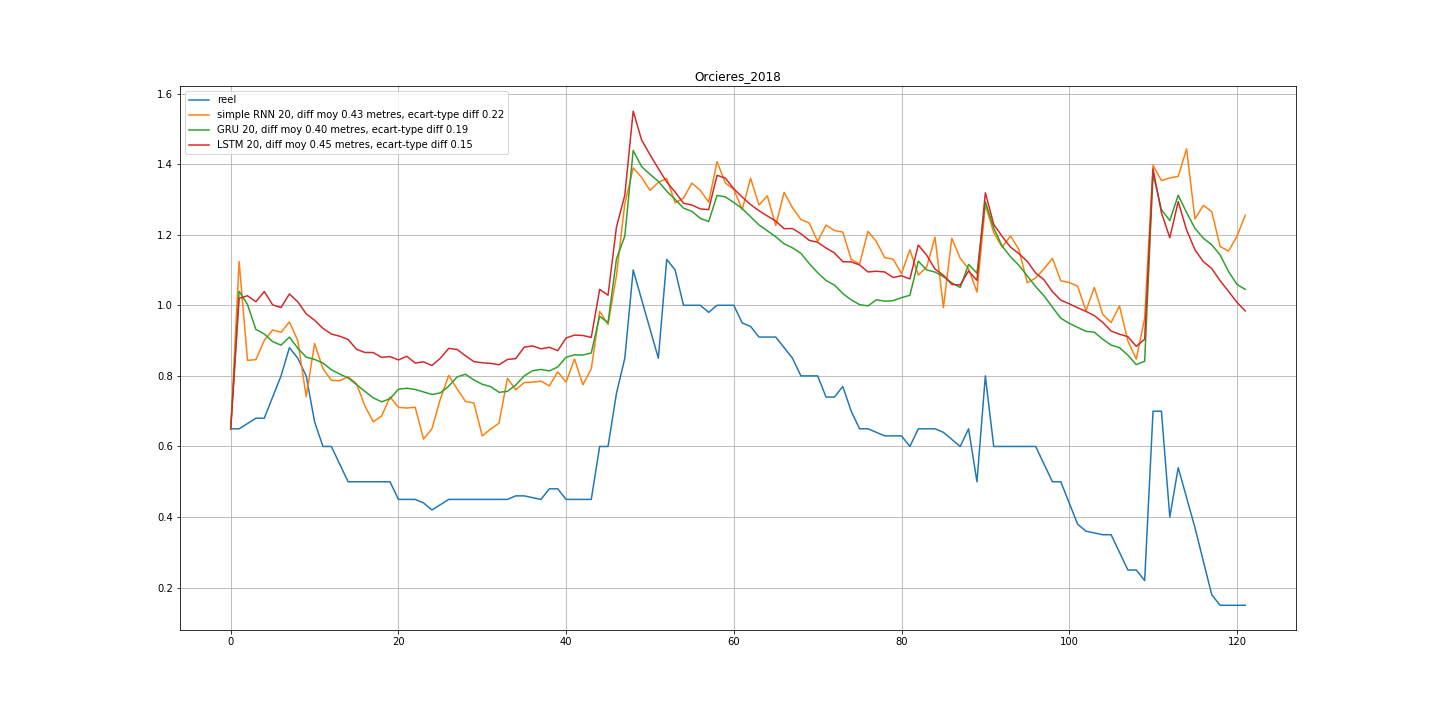 Orcieres_2018
reel
simple RNN 20, diff moy 0.43 metres, ecart-type diff 0.22
GRU 20, diff moy 0.40 metres, ecart-type diff 0.19
LSTM 20, diff moy 0.45 metres, ecart-type diff 0.15
1.6
1.4
1.2
1.0
0.8
0.6
0.4
0.2
0 20 40 60 80 100 120